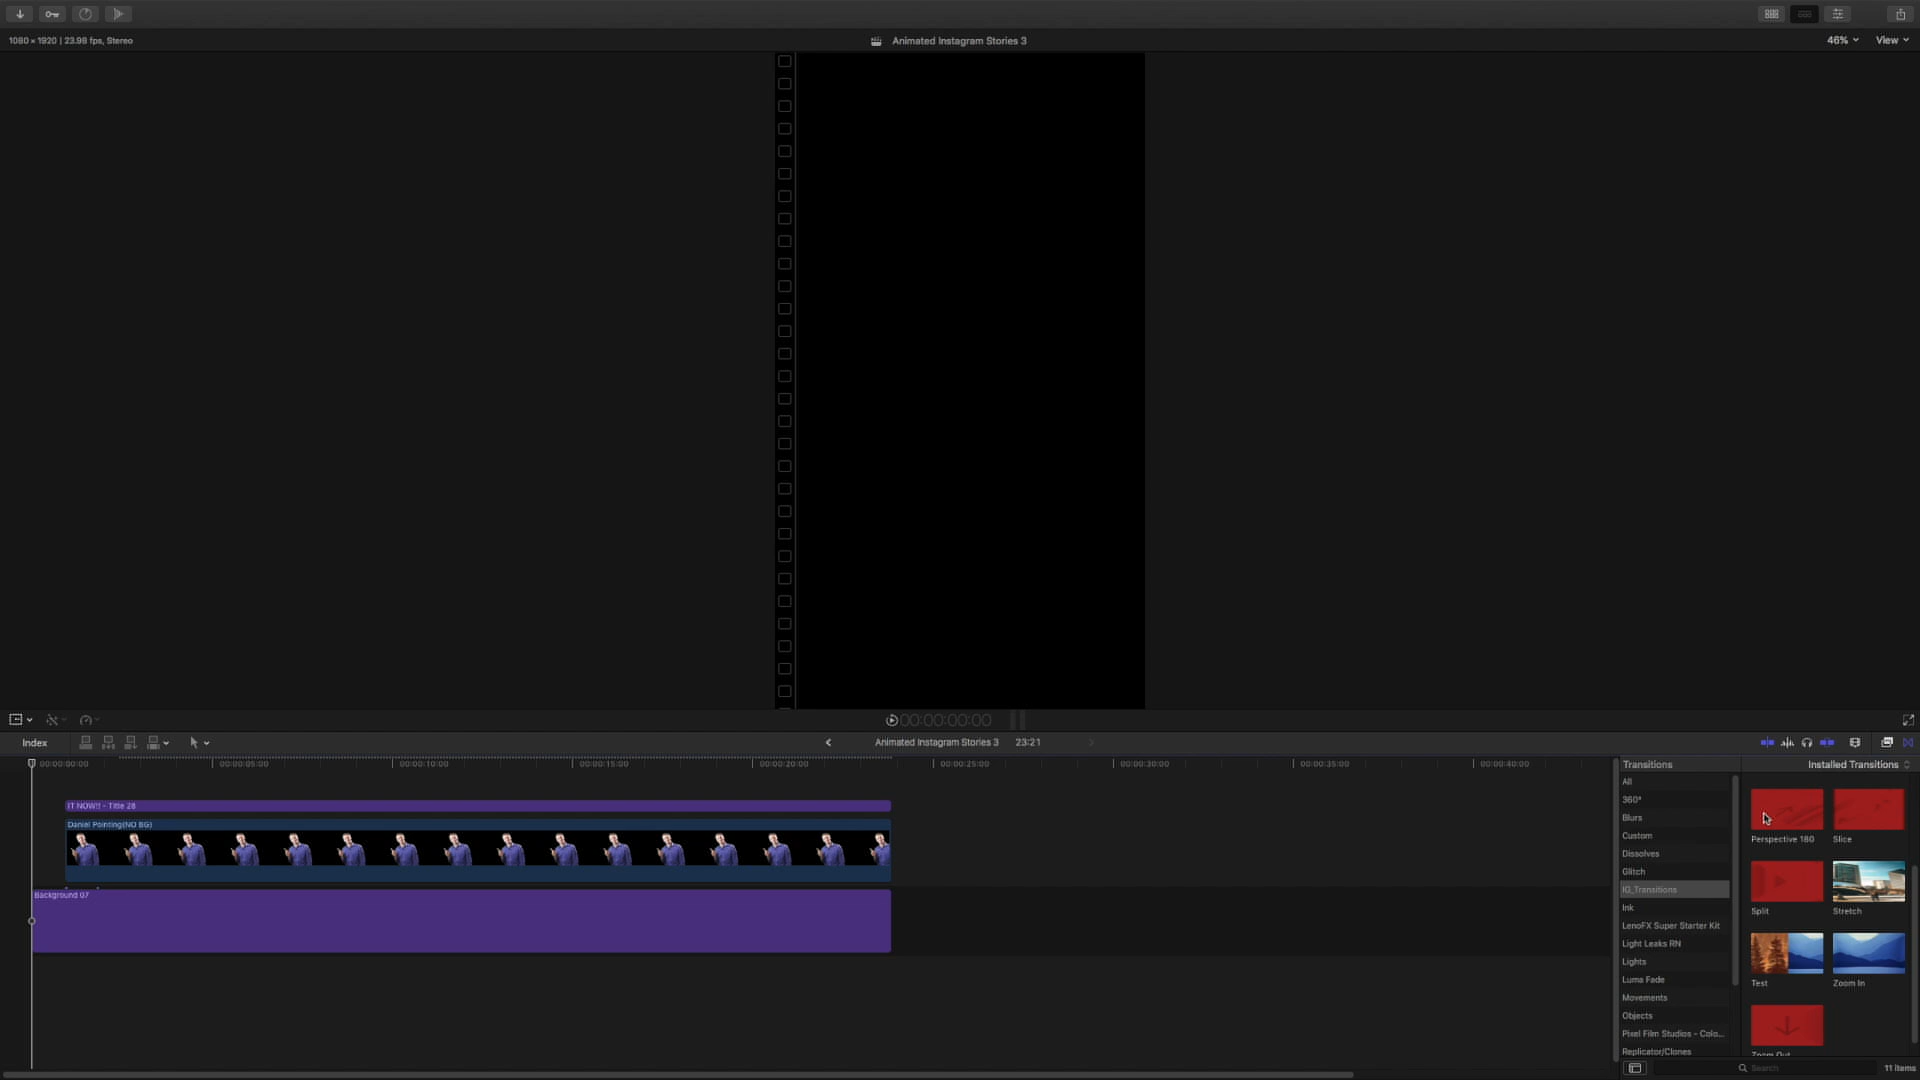 1080 × 1920 | 23.98 fps, Stereo
Animated Instagram Stories 3
46%
View
00:00:00:00
Index
Animated Instagram Stories 3
23:21
00:00:00:00
00:00:05:00
00:00:10:00
00:00:15:00
00:00:20:00
00:00:25:00
00:00:30:00
00:00:35:00
00:00:40:00
IT NOW!! - Title 28
Daniel Pointing(NO BG)
Background 07
Transitions
Installed Transitions
All
360°
Blurs
Custom
Dissolves
Glitch
IG_Transitions
Ink
LenoFX Super Starter Kit
Light Leaks RN
Lights
Luma Fade
Movements
Objects
Pixel Film Studios - Colo...
Replicator/Clones
Perspective 180
Slice
Split
Stretch
Test
Zoom In
Zoom Out
Search
11 items